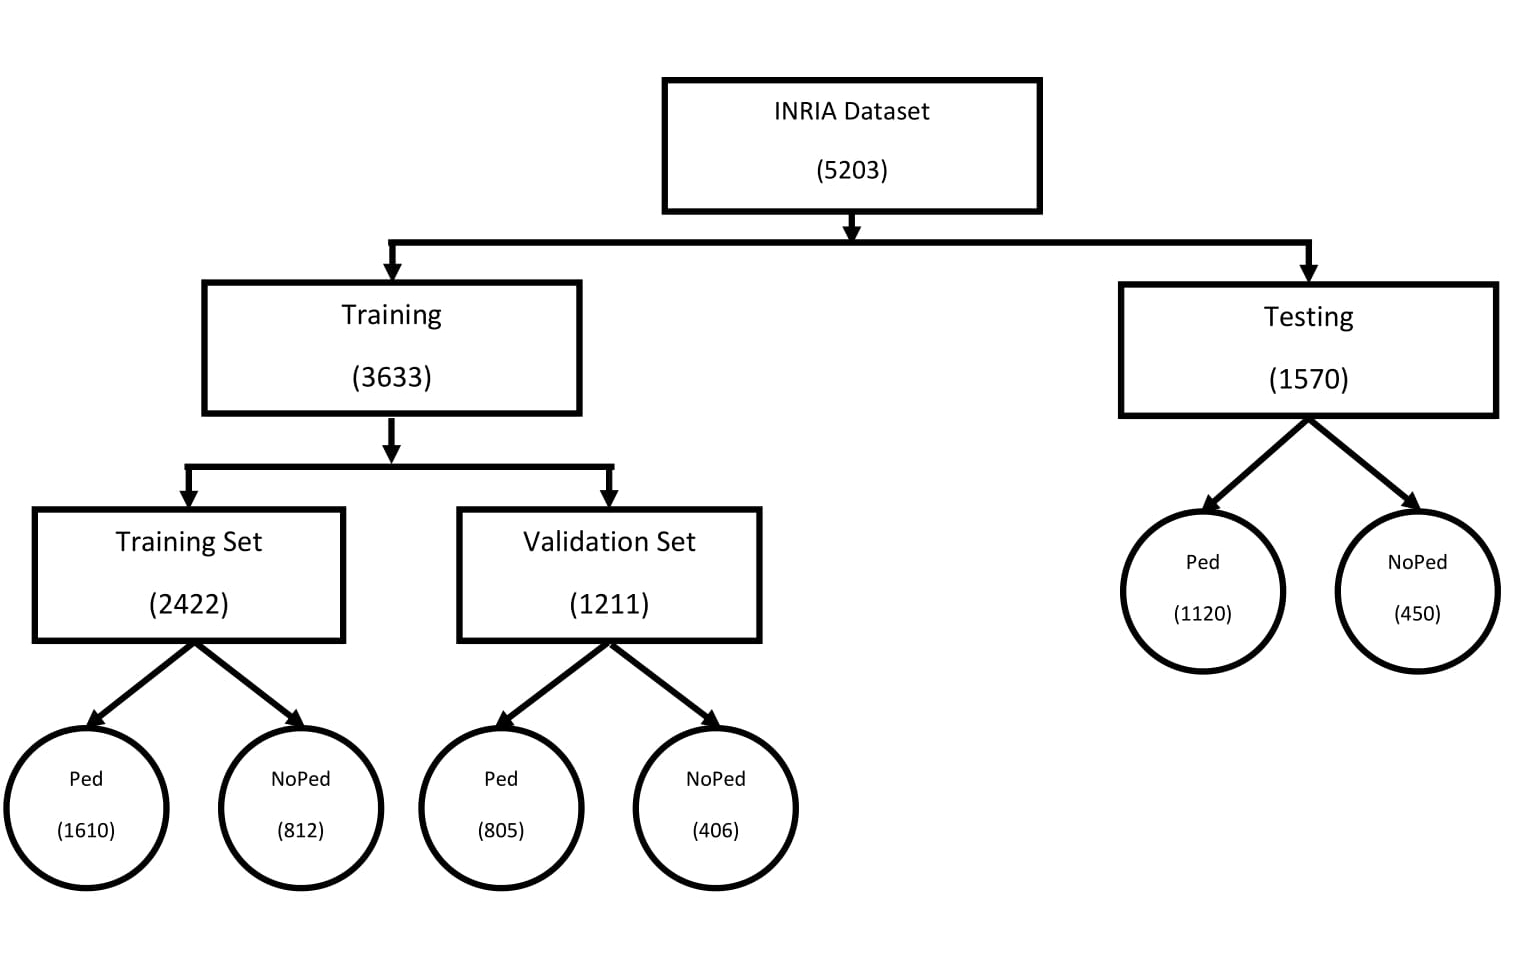 INRIA Dataset
(5203)
Training
(3633)
Testing
(1570)
Training Set
(2422)
Validation Set
(1211)
Ped
(1120)
NoPed
(450)
Ped
(1610)
NoPed
(812)
Ped
(805)
NoPed
(406)